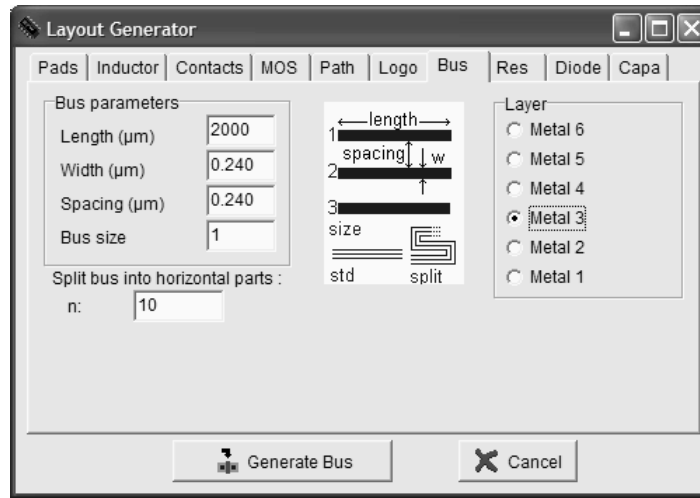 Layout Generator
Pads Inductor Contacts MOS Path Logo Bus Res Diode Capa
Bus parameters
Length (µm) 2000
Width (µm) 0.240
Spacing (µm) 0.240
Bus size 1
Split bus into horizontal parts :
n: 10
length
1
spacing w
2
3
size
std split
Layer
Metal 6
Metal 5
Metal 4
Metal 3
Metal 2
Metal 1
Generate Bus Cancel